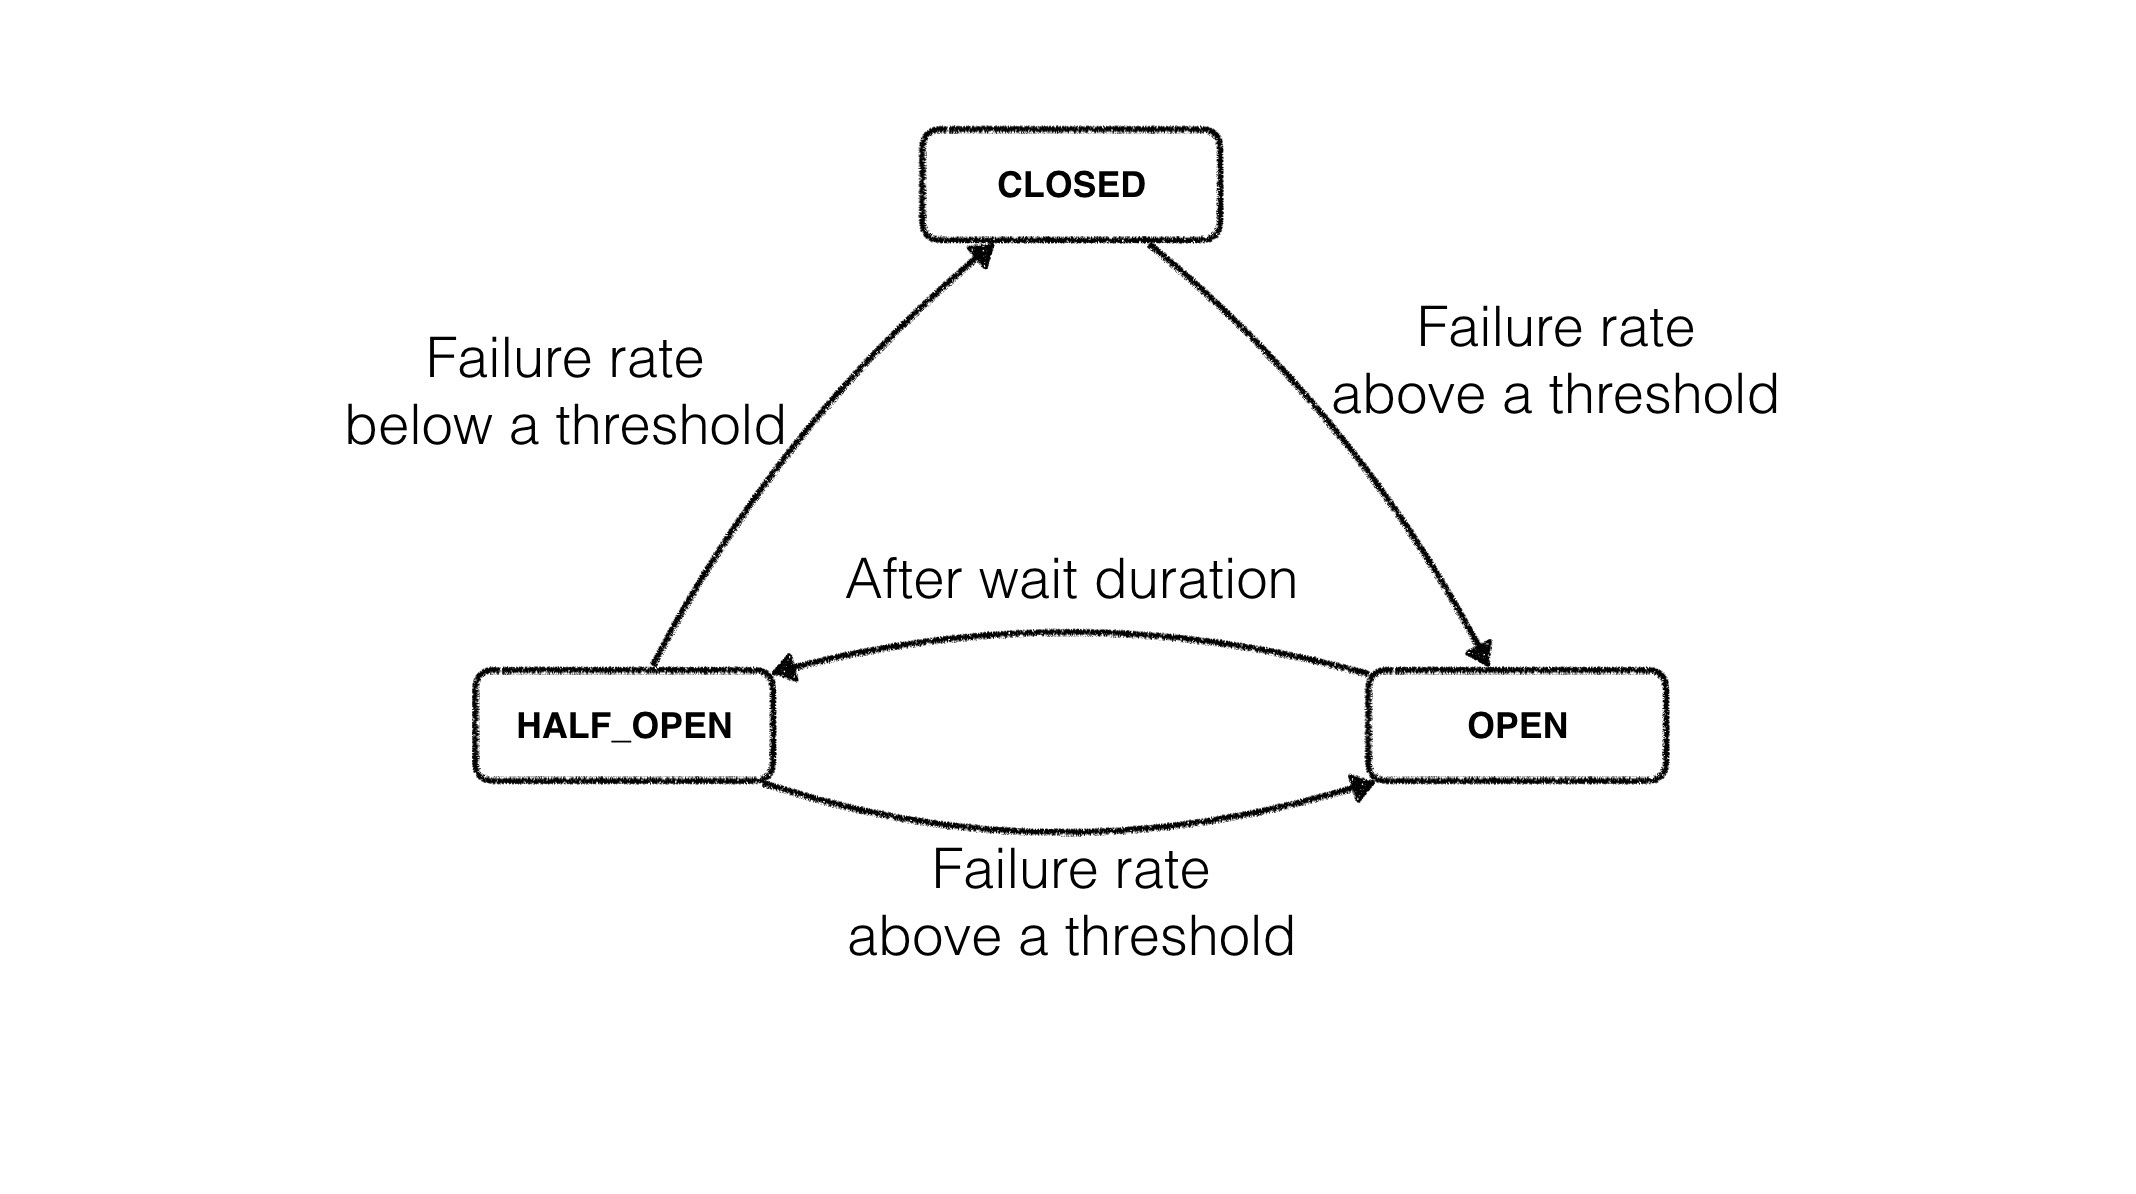 CLOSED
Failure rate
above a threshold
Failure rate
below a threshold
After wait duration
HALF_OPEN
OPEN
Failure rate
above a threshold